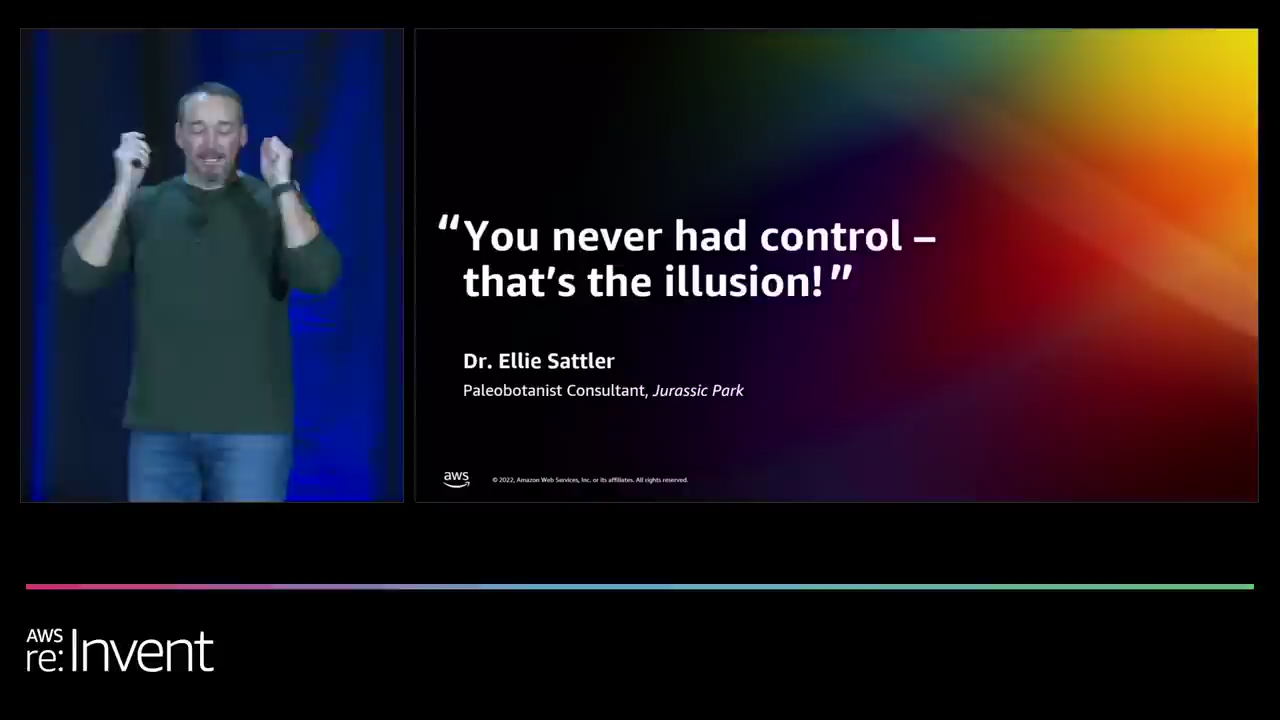 “You never had control –
that’s the illusion!”
Dr. Ellie Sattler
Paleobotanist Consultant, Jurassic Park
aws
© 2022, Amazon Web Services, Inc. or its affiliates. All rights reserved.
AWS
re:Invent